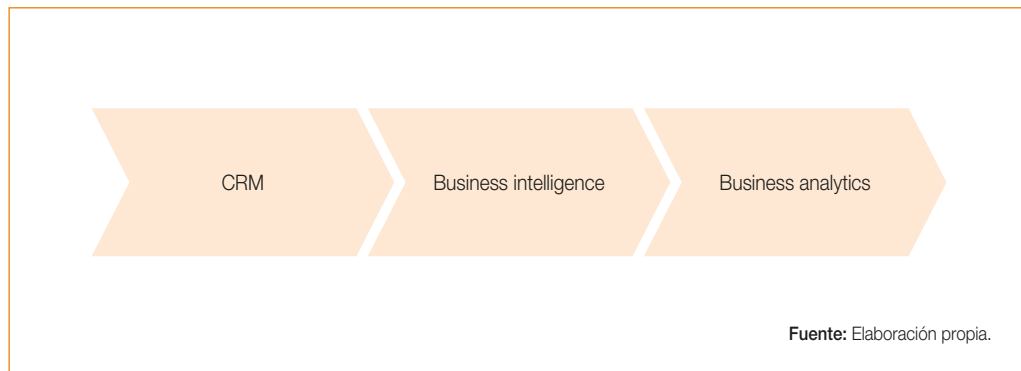 CRM
Business intelligence
Business analytics
Fuente: Elaboración propia.